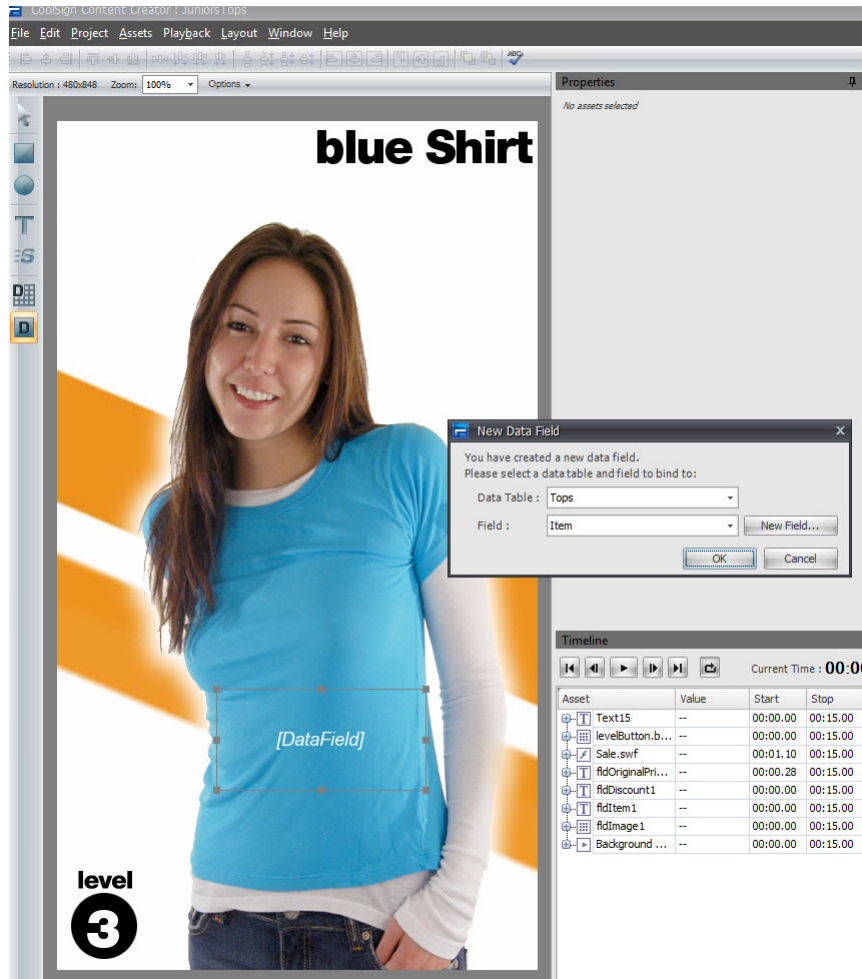 CoolSign Content Creator : JuniorsTops
File Edit Project Assets Playback Layout Window Help
ABC
Resolution : 480x848 Zoom: 100% Options
Properties
No assets selected
T
S
D
D
blue Shirt
New Data Field
You have created a new data field.
Please select a data table and field to bind to:
Data Table : Tops
Field : Item New Field...
OK Cancel
[DataField]
level
3
Timeline
Current Time : 00:00
Asset Value Start Stop
Text15 -- 00:00.00 00:15.00
levelButton.b... -- 00:00.00 00:15.00
Sale.swf -- 00:01.10 00:15.00
fldOriginalPri... -- 00:00.28 00:15.00
fldDiscount1 -- 00:00.00 00:15.00
fldItem1 -- 00:00.00 00:15.00
fldImage1 -- 00:00.00 00:15.00
Background ... -- 00:00.00 00:15.00